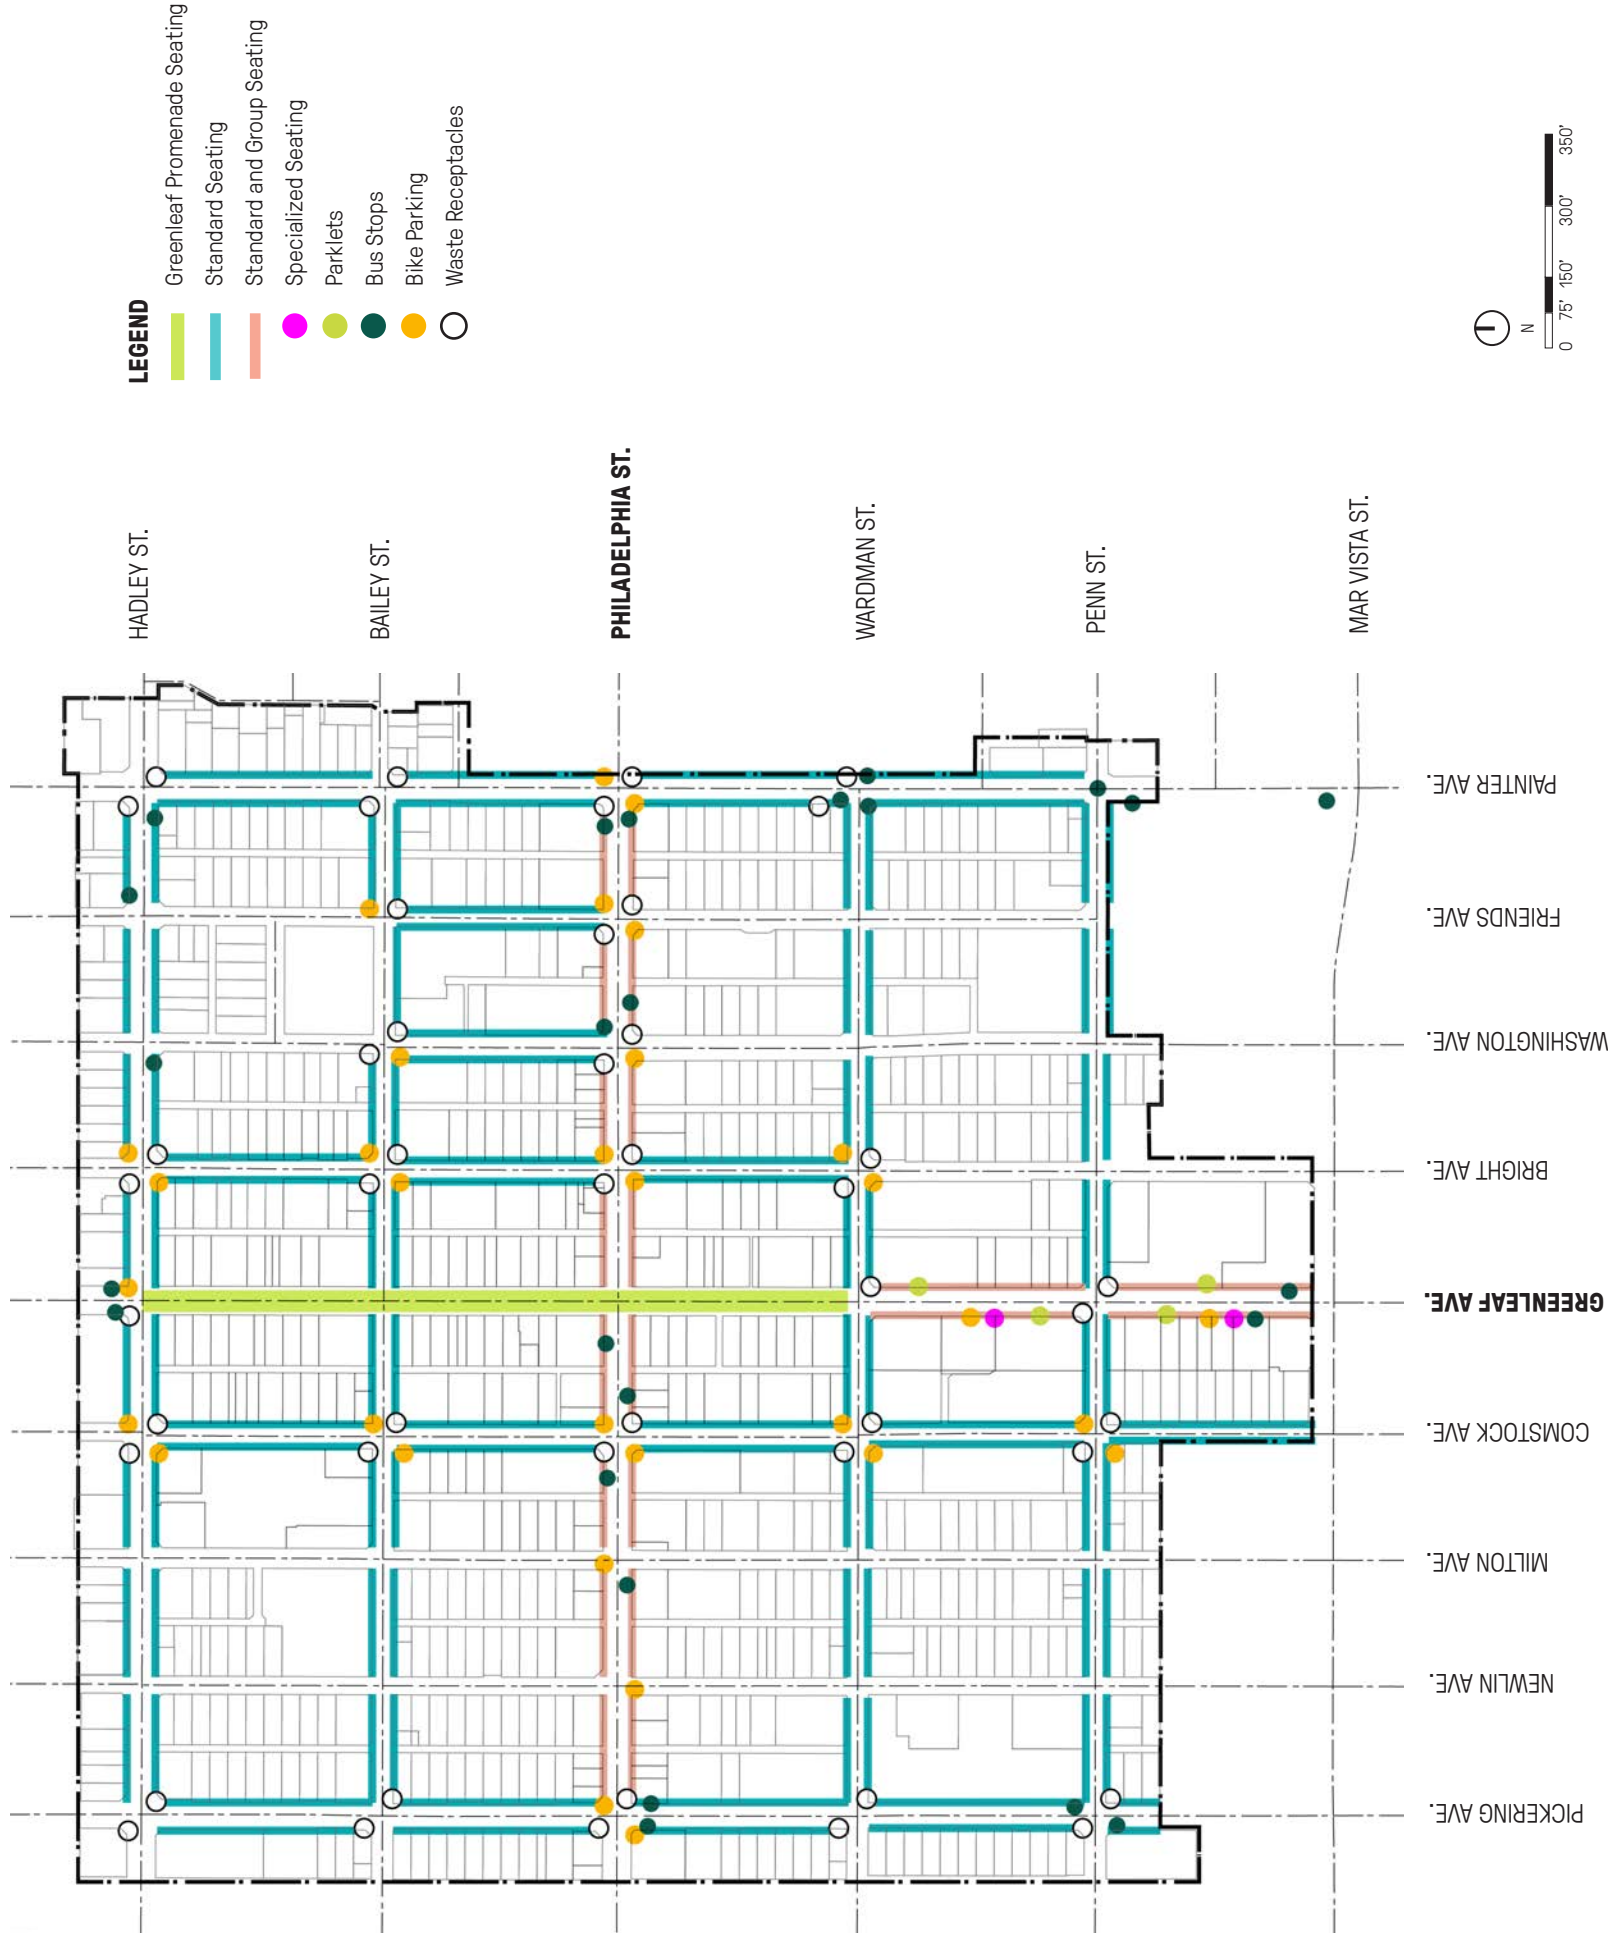 LEGEND
Greenleaf Promenade Seating
Standard Seating
Standard and Group Seating
Specialized Seating
Parklets
Bus Stops
Bike Parking
Waste Receptacles
HADLEY ST.
BAILEY ST.
PHILADELPHIA ST.
WARDMAN ST.
PENN ST.
MAR VISTA ST.
PAINTER AVE.
FRIENDS AVE.
WASHINGTON AVE.
BRIGHT AVE.
GREENLEAF AVE.
COMSTOCK AVE.
MILTON AVE.
NEWLIN AVE.
PICKERING AVE.
N
0 75' 150' 300' 350'